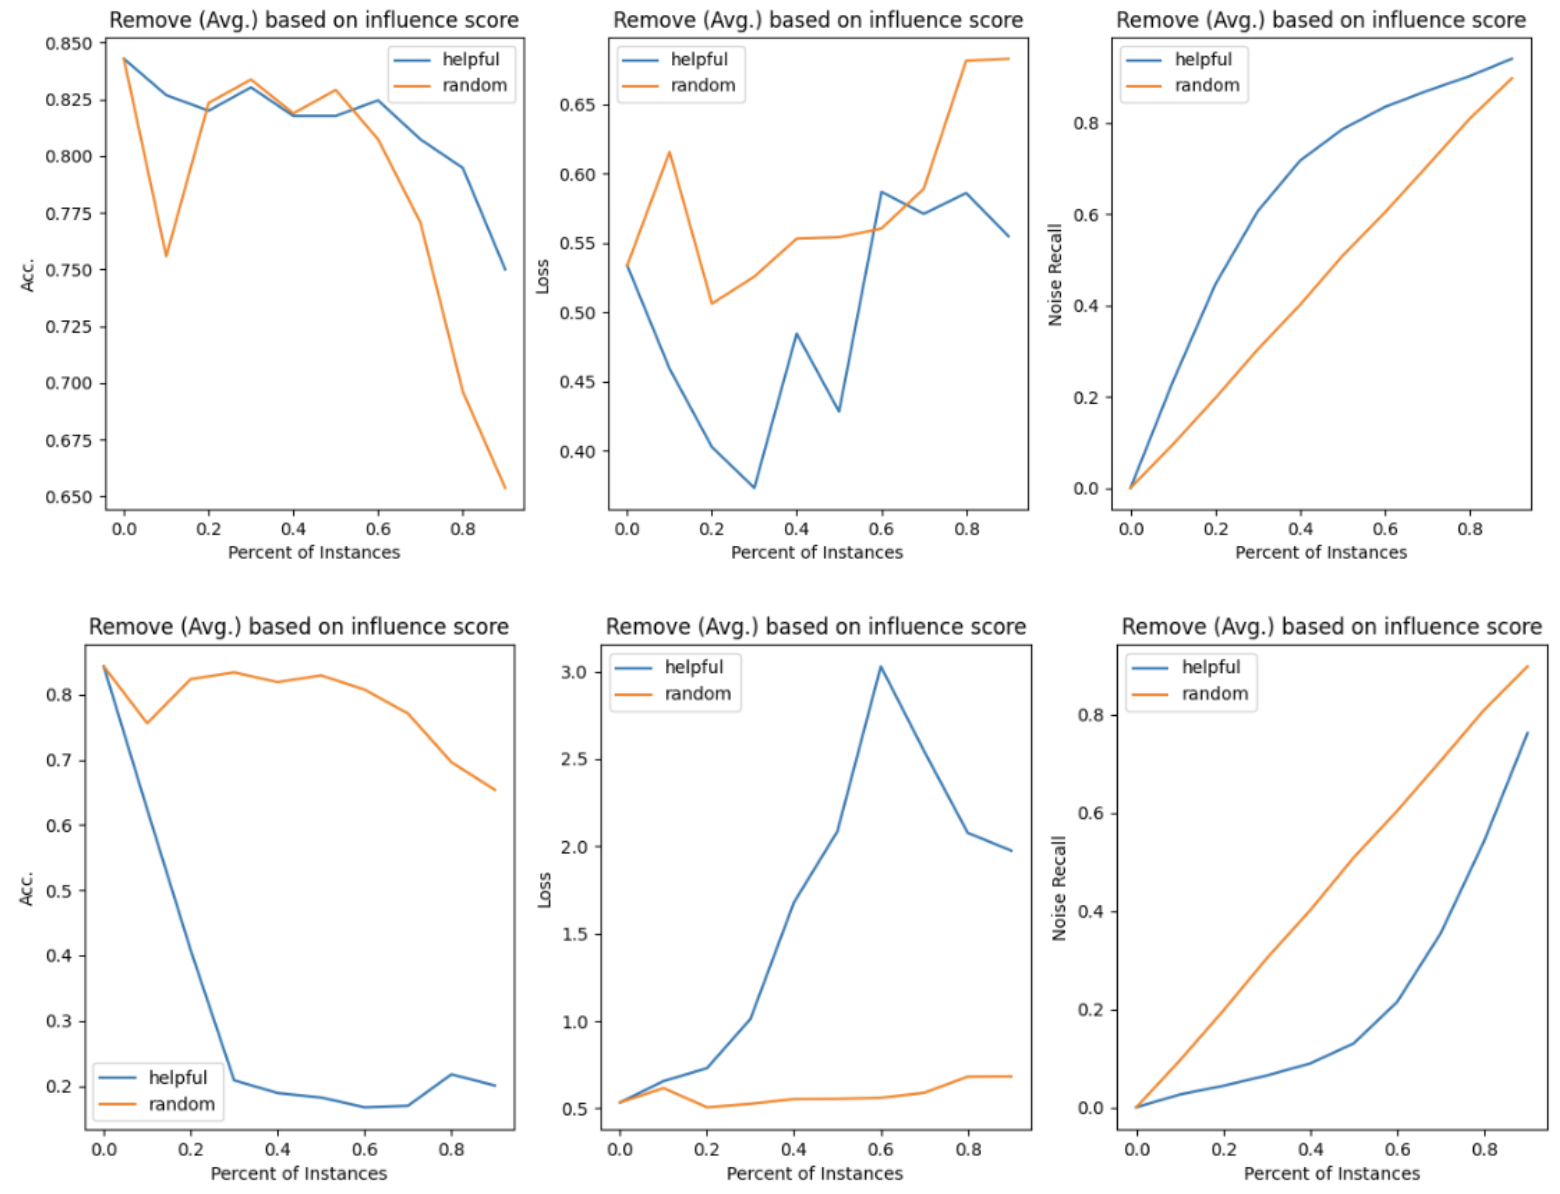 Remove (Avg.) based on influence score
0.850
0.825
0.800
0.775
0.750
0.725
0.700
0.675
0.650
Acc.
helpful
random
0.0 0.2 0.4 0.6 0.8
Percent of Instances
Remove (Avg.) based on influence score
0.65
0.60
0.55
0.50
0.45
0.40
Loss
helpful
random
0.0 0.2 0.4 0.6 0.8
Percent of Instances
Remove (Avg.) based on influence score
0.8
0.6
0.4
0.2
0.0
Noise Recall
helpful
random
0.0 0.2 0.4 0.6 0.8
Percent of Instances
Remove (Avg.) based on influence score
0.8
0.7
0.6
0.5
0.4
0.3
0.2
Acc.
helpful
random
0.0 0.2 0.4 0.6 0.8
Percent of Instances
Remove (Avg.) based on influence score
3.0
2.5
2.0
1.5
1.0
0.5
Loss
helpful
random
0.0 0.2 0.4 0.6 0.8
Percent of Instances
Remove (Avg.) based on influence score
0.8
0.6
0.4
0.2
0.0
Noise Recall
helpful
random
0.0 0.2 0.4 0.6 0.8
Percent of Instances